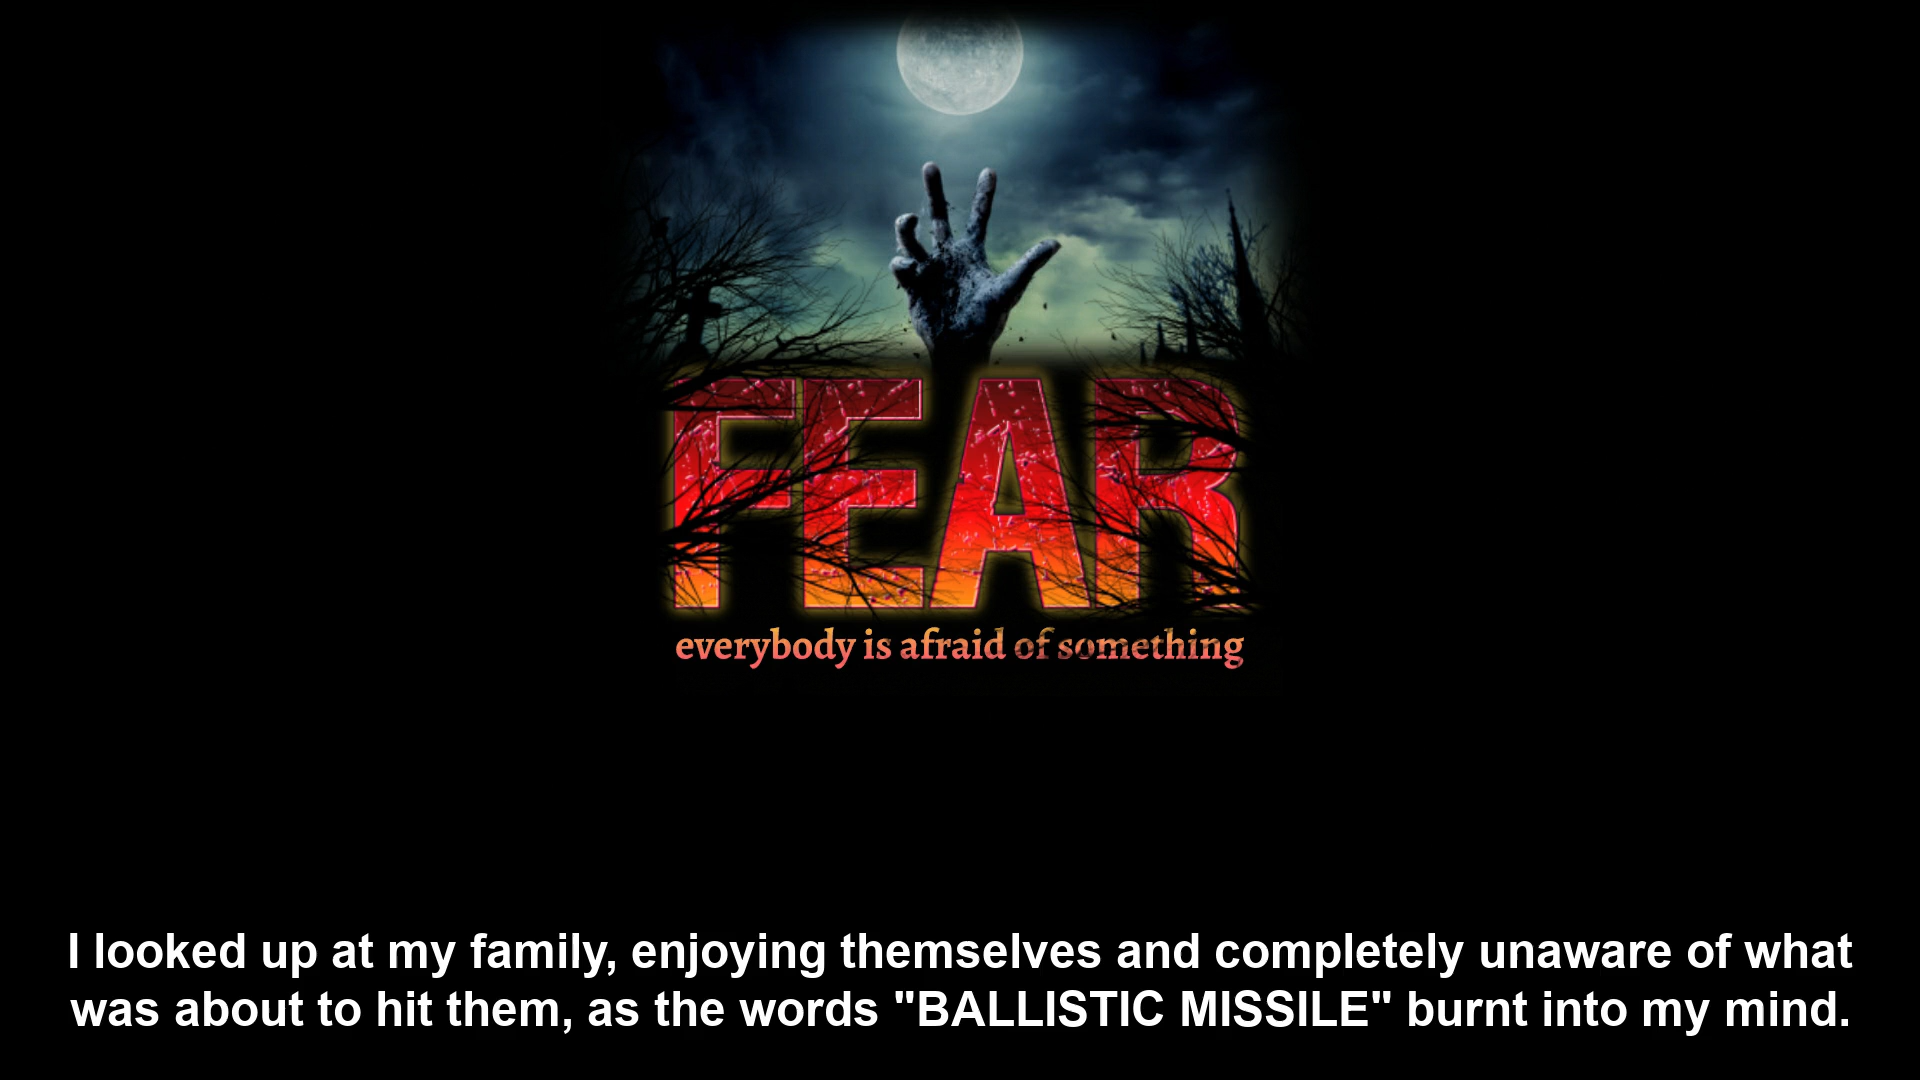 FEAR
everybody is afraid of something
I looked up at my family, enjoying themselves and completely unaware of what
was about to hit them, as the words "BALLISTIC MISSILE" burnt into my mind.